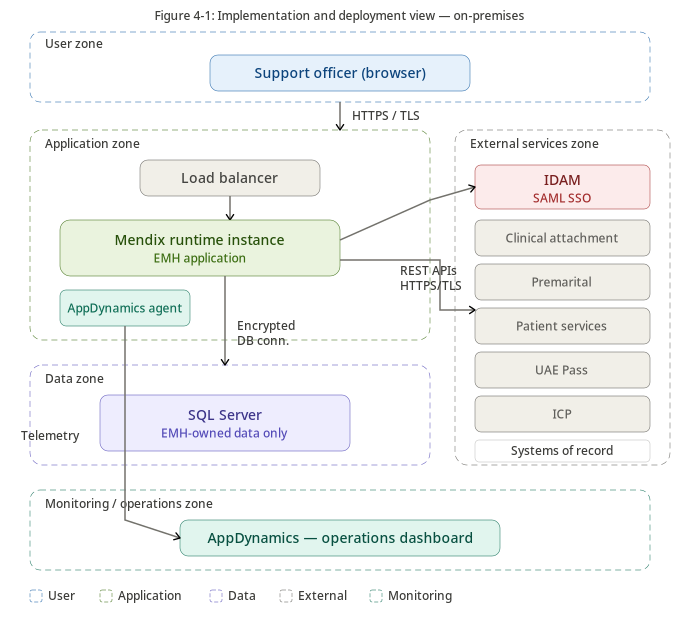 Figure 4-1: Implementation and deployment view — on-premises
User zone
Support officer (browser)
HTTPS / TLS
Application zone
Load balancer
Mendix runtime instance
EMH application
AppDynamics agent
Encrypted
DB conn.
REST APIs
HTTPS/TLS
External services zone
IDAM
SAML SSO
Clinical attachment
Premarital
Patient services
UAE Pass
ICP
Systems of record
Data zone
SQL Server
EMH-owned data only
Telemetry
Monitoring / operations zone
AppDynamics — operations dashboard
User
Application
Data
External
Monitoring